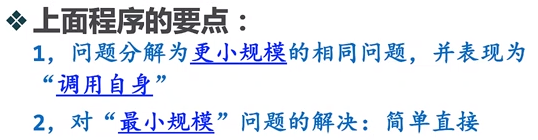 ❖上面程序的要点：
1，问题分解为更小规模的相同问题，并表现为
“调用自身”
2，对“最小规模”问题的解决：简单直接